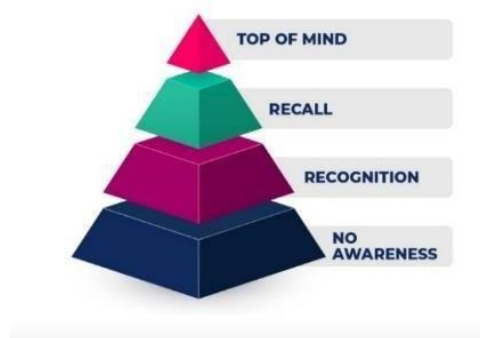 TOP OF MIND
RECALL
RECOGNITION
NO
AWARENESS